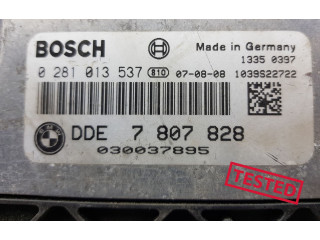 BOSCH Made in Germany
1335 0397
0 281 013 537 810 07-08-08 1039S22722
BMW
DDE 7 807 828
030037895
TESTED